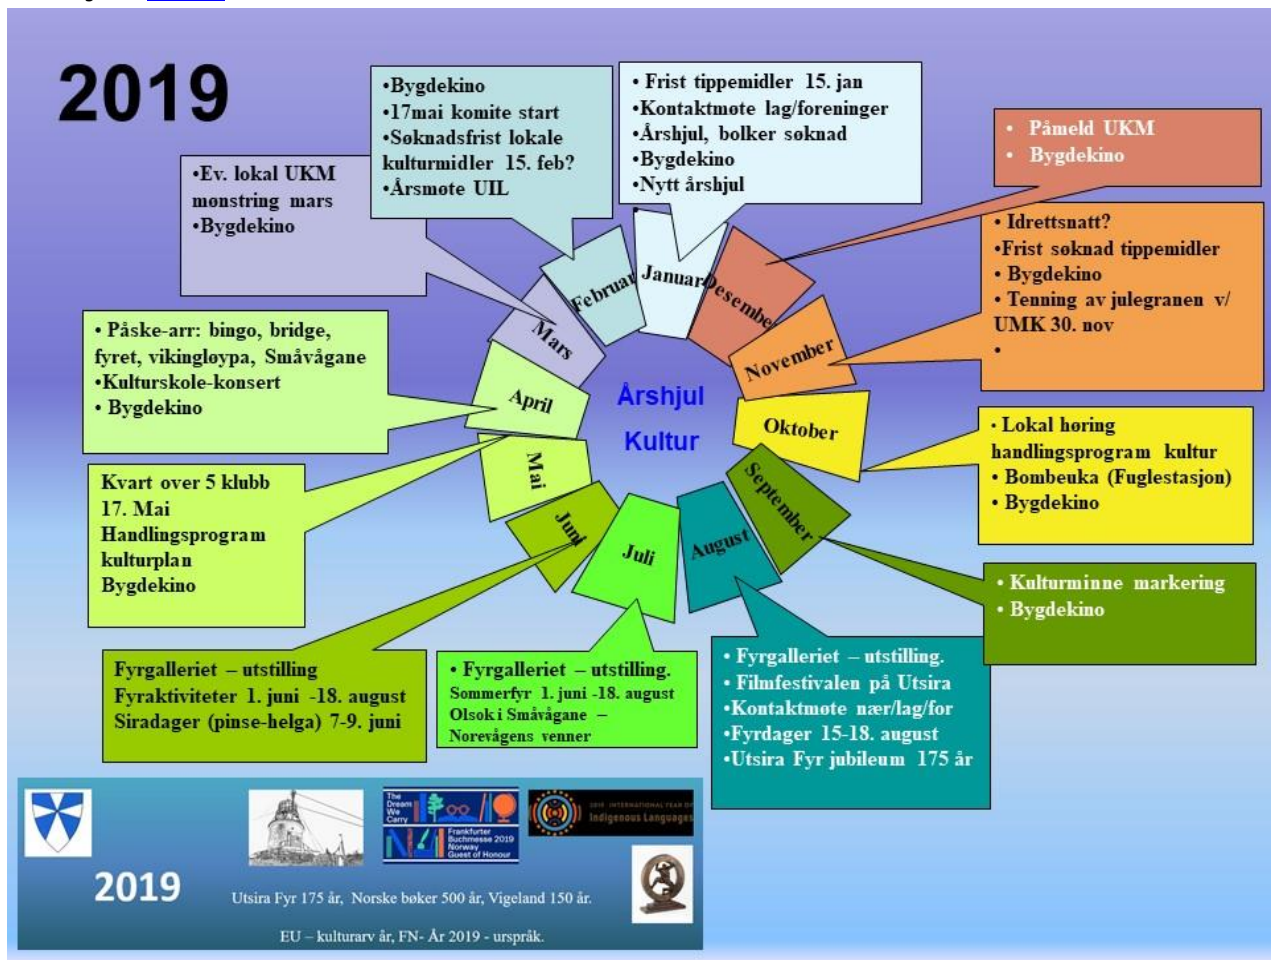 2019
• Frist tippemidler 15. jan
•Kontaktmøte lag/foreninger
•Årshjul, bolker søknad
•Bygdekino
•Nytt årshjul
•Bygdekino
•17mai komite start
•Søknadsfrist lokale
kulturmidler 15. feb?
•Årsmøte UIL
•Ev. lokal UKM
mønstring mars
•Bygdekino
• Påske-arr: bingo, bridge,
fyret, vikingløypa, Småvågane
•Kulturskole-konsert
• Bygdekino
Kvart over 5 klubb
17. Mai
Handlingsprogram
kulturplan
Bygdekino
Fyrgalleriet – utstilling
Fyraktiviteter 1. juni -18. august
Siradager (pinse-helga) 7-9. juni
• Fyrgalleriet – utstilling.
Sommerfyr 1. juni -18. august
Olsok i Småvågane –
Norevågens venner
• Fyrgalleriet – utstilling.
• Filmfestivalen på Utsira
•Kontaktmøte nær/lag/for
•Fyrdager 15-18. august
•Utsira Fyr jubileum 175 år
• Kulturminne markering
• Bygdekino
• Lokal høring
handlingsprogram kultur
• Bombeuka (Fuglestasjon)
• Bygdekino
• Idrettsnatt?
•Frist søknad tippemidler
• Bygdekino
• Tenning av julegranen v/
UMK 30. nov
•
• Påmeld UKM
• Bygdekino
Januar
Februar
Mars
April
Mai
Juni
Juli
August
September
Oktober
November
Desember
Årshjul
Kultur
The
Dream
We
Carry
Frankfurter
Buchmesse 2019
Norway
Guest of Honour
2019 INTERNATIONAL YEAR OF
Indigenous Languages
2019
Utsira Fyr 175 år, Norske bøker 500 år, Vigeland 150 år.
EU – kulturarv år, FN- År 2019 - urspråk.